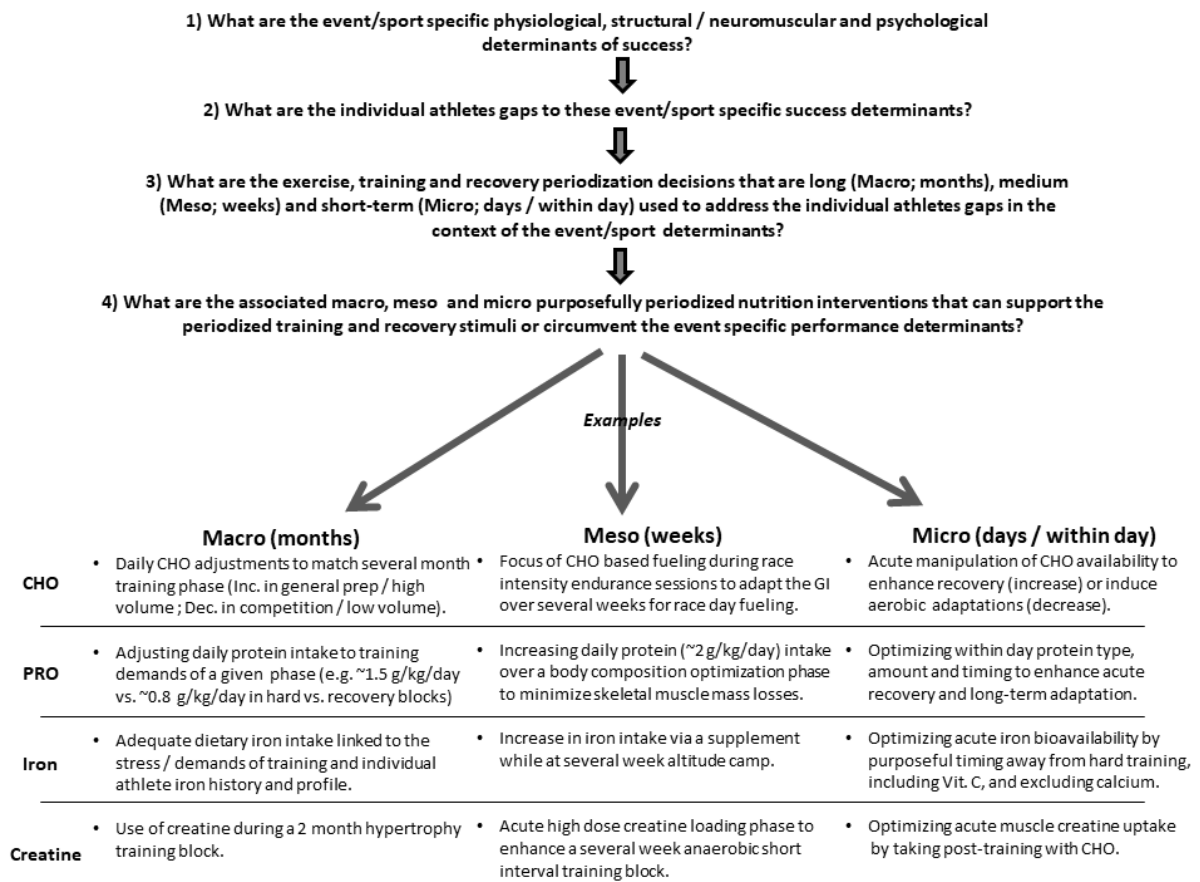 1) What are the event/sport specific physiological, structural / neuromuscular and psychological
determinants of success?
2) What are the individual athletes gaps to these event/sport specific success determinants?
3) What are the exercise, training and recovery periodization decisions that are long (Macro; months), medium
(Meso; weeks) and short-term (Micro; days / within day) used to address the individual athletes gaps in the
context of the event/sport determinants?
4) What are the associated macro, meso and micro purposefully periodized nutrition interventions that can support the
periodized training and recovery stimuli or circumvent the event specific performance determinants?
Examples
Macro (months)
Meso (weeks)
Micro (days / within day)
CHO
• Daily CHO adjustments to match several month
training phase (Inc. in general prep / high
volume ; Dec. in competition / low volume).
• Focus of CHO based fueling during race
intensity endurance sessions to adapt the GI
over several weeks for race day fueling.
• Acute manipulation of CHO availability to
enhance recovery (increase) or induce
aerobic adaptations (decrease).
PRO
• Adjusting daily protein intake to training
demands of a given phase (e.g. ~1.5 g/kg/day
vs. ~0.8 g/kg/day in hard vs. recovery blocks)
• Increasing daily protein (~2 g/kg/day) intake
over a body composition optimization phase
to minimize skeletal muscle mass losses.
• Optimizing within day protein type,
amount and timing to enhance acute
recovery and long-term adaptation.
Iron
• Adequate dietary iron intake linked to the
stress / demands of training and individual
athlete iron history and profile.
• Increase in iron intake via a supplement
while at several week altitude camp.
• Optimizing acute iron bioavailability by
purposeful timing away from hard training,
including Vit. C, and excluding calcium.
Creatine
• Use of creatine during a 2 month hypertrophy
training block.
• Acute high dose creatine loading phase to
enhance a several week anaerobic short
interval training block.
• Optimizing acute muscle creatine uptake
by taking post-training with CHO.